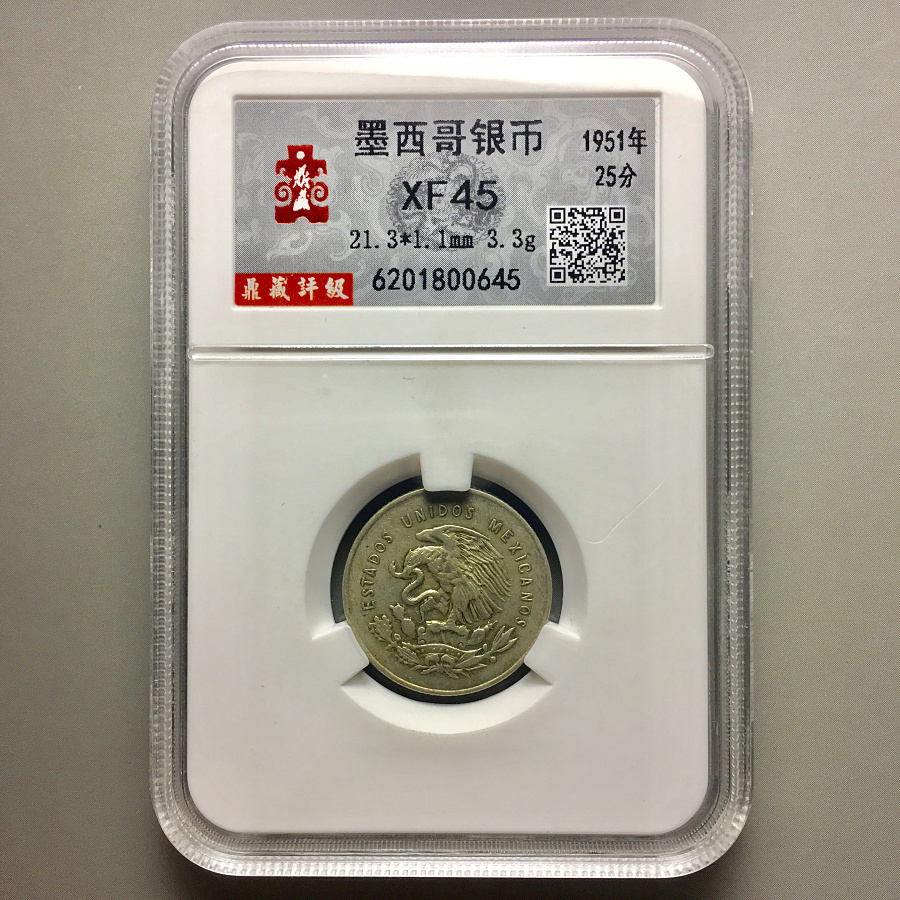 墨西哥银币
1951年
25分
XF45
21.3*1.1mm 3.3g
鼎藏評級
6201800645
ESTADOS UNIDOS MEXICANOS